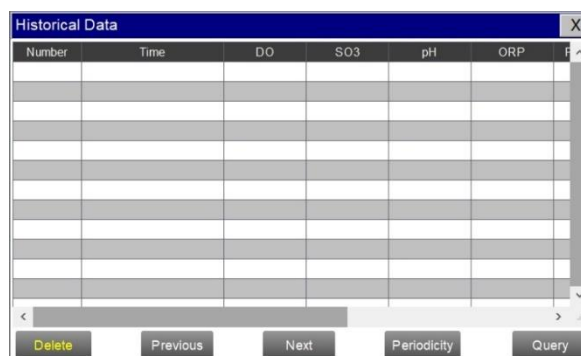 Historical Data X
Number Time DO SO3 pH ORP
Delete Previous Next Periodicity Query